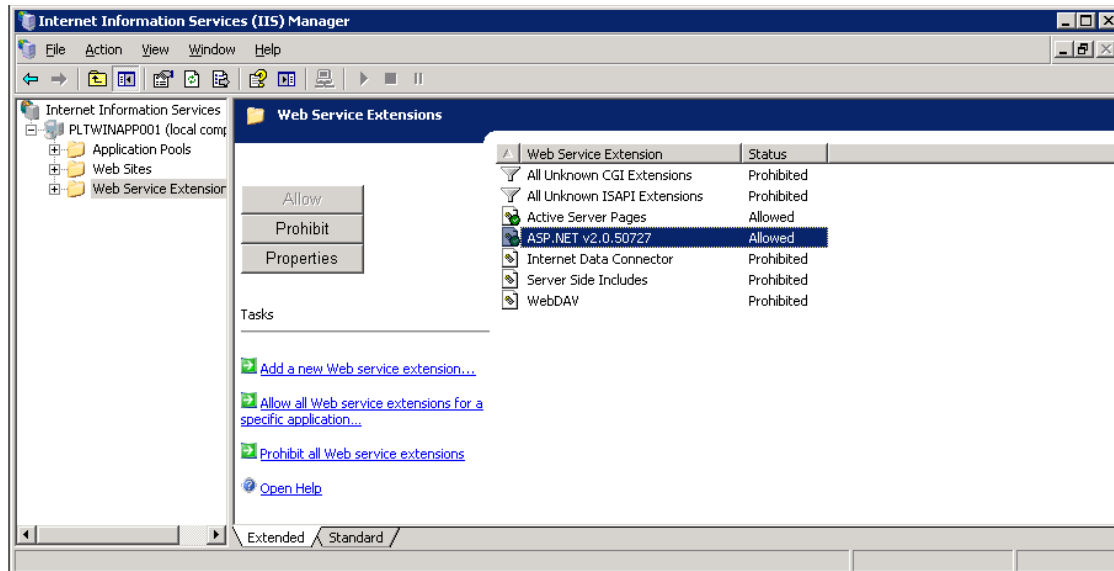 Internet Information Services (IIS) Manager
File Action View Window Help
Internet Information Services
PLTWINAPP001 (local comp
Application Pools
Web Sites
Web Service Extension
Web Service Extensions
Allow
Prohibit
Properties
Tasks
Add a new Web service extension...
Allow all Web service extensions for a
specific application...
Prohibit all Web service extensions
Open Help
Web Service Extension Status
All Unknown CGI Extensions Prohibited
All Unknown ISAPI Extensions Prohibited
Active Server Pages Allowed
ASP.NET v2.0.50727 Allowed
Internet Data Connector Prohibited
Server Side Includes Prohibited
WebDAV Prohibited
Extended Standard